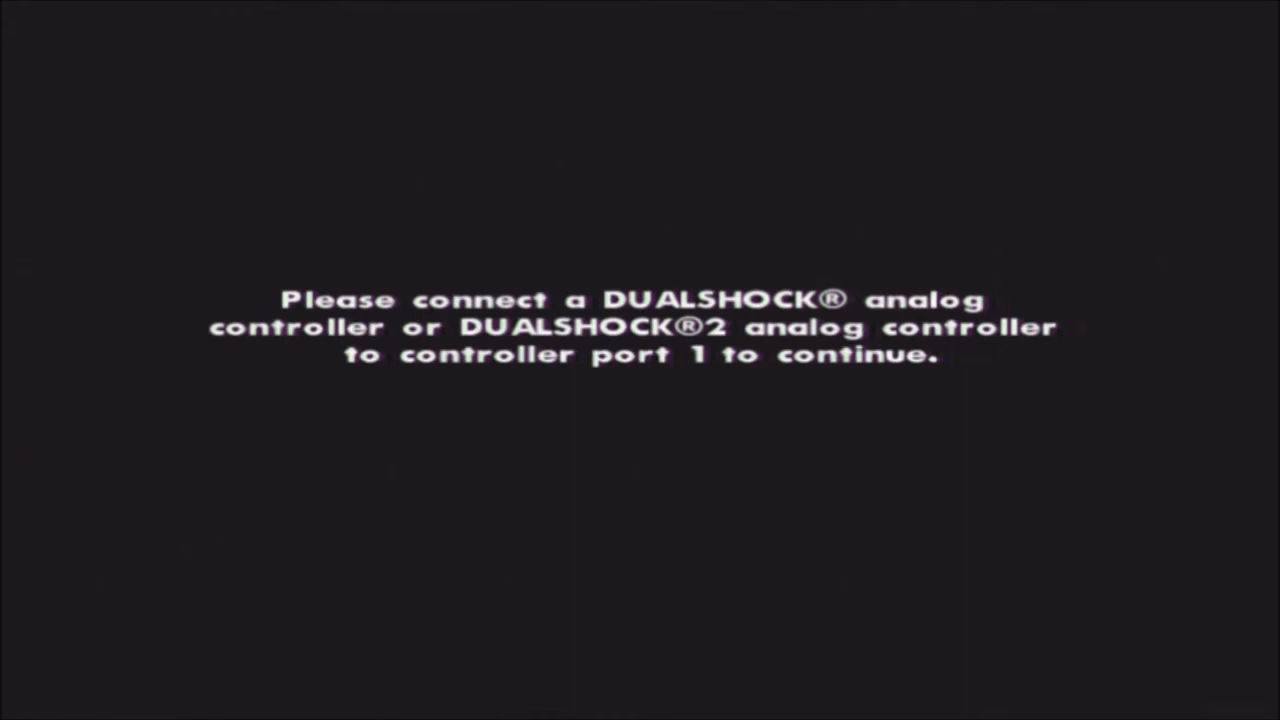 Please connect a DUALSHOCK® analog
controller or DUALSHOCK®2 analog controller
to controller port 1 to continue.